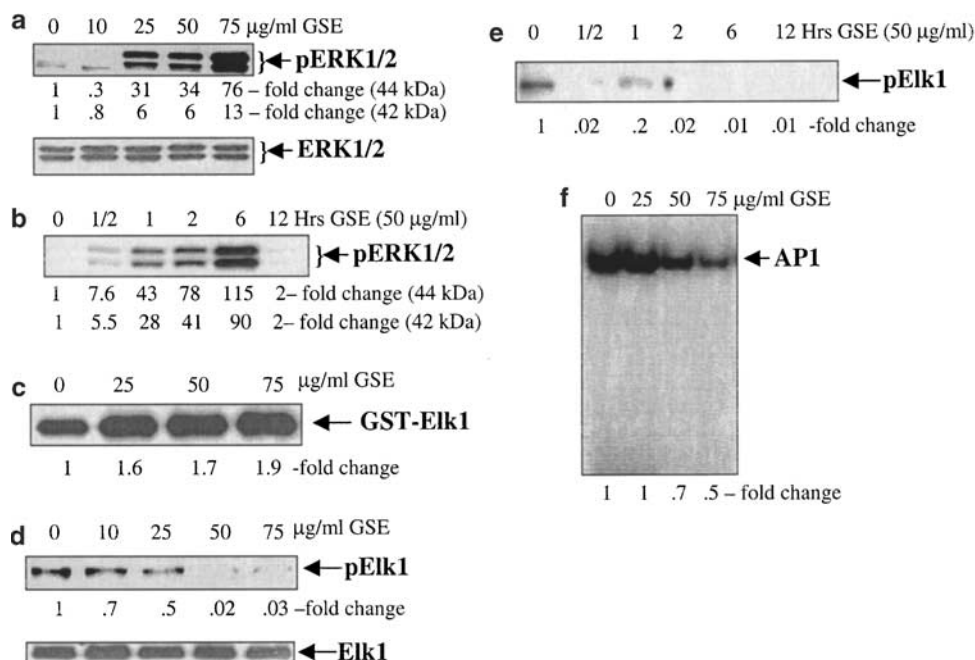 a
0 10 25 50 75 μg/ml GSE
pERK1/2
1 .3 31 34 76 – fold change (44 kDa)
1 .8 6 6 13 – fold change (42 kDa)
ERK1/2
b
0 1/2 1 2 6 12 Hrs GSE (50 μg/ml)
pERK1/2
1 7.6 43 78 115 2– fold change (44 kDa)
1 5.5 28 41 90 2– fold change (42 kDa)
c
0 25 50 75 μg/ml GSE
GST-Elk1
1 1.6 1.7 1.9 -fold change
d
0 10 25 50 75 μg/ml GSE
pElk1
1 .7 .5 .02 .03 –fold change
Elk1
e
0 1/2 1 2 6 12 Hrs GSE (50 μg/ml)
pElk1
1 .02 .2 .02 .01 .01 -fold change
f
0 25 50 75 μg/ml GSE
AP1
1 1 .7 .5 – fold change